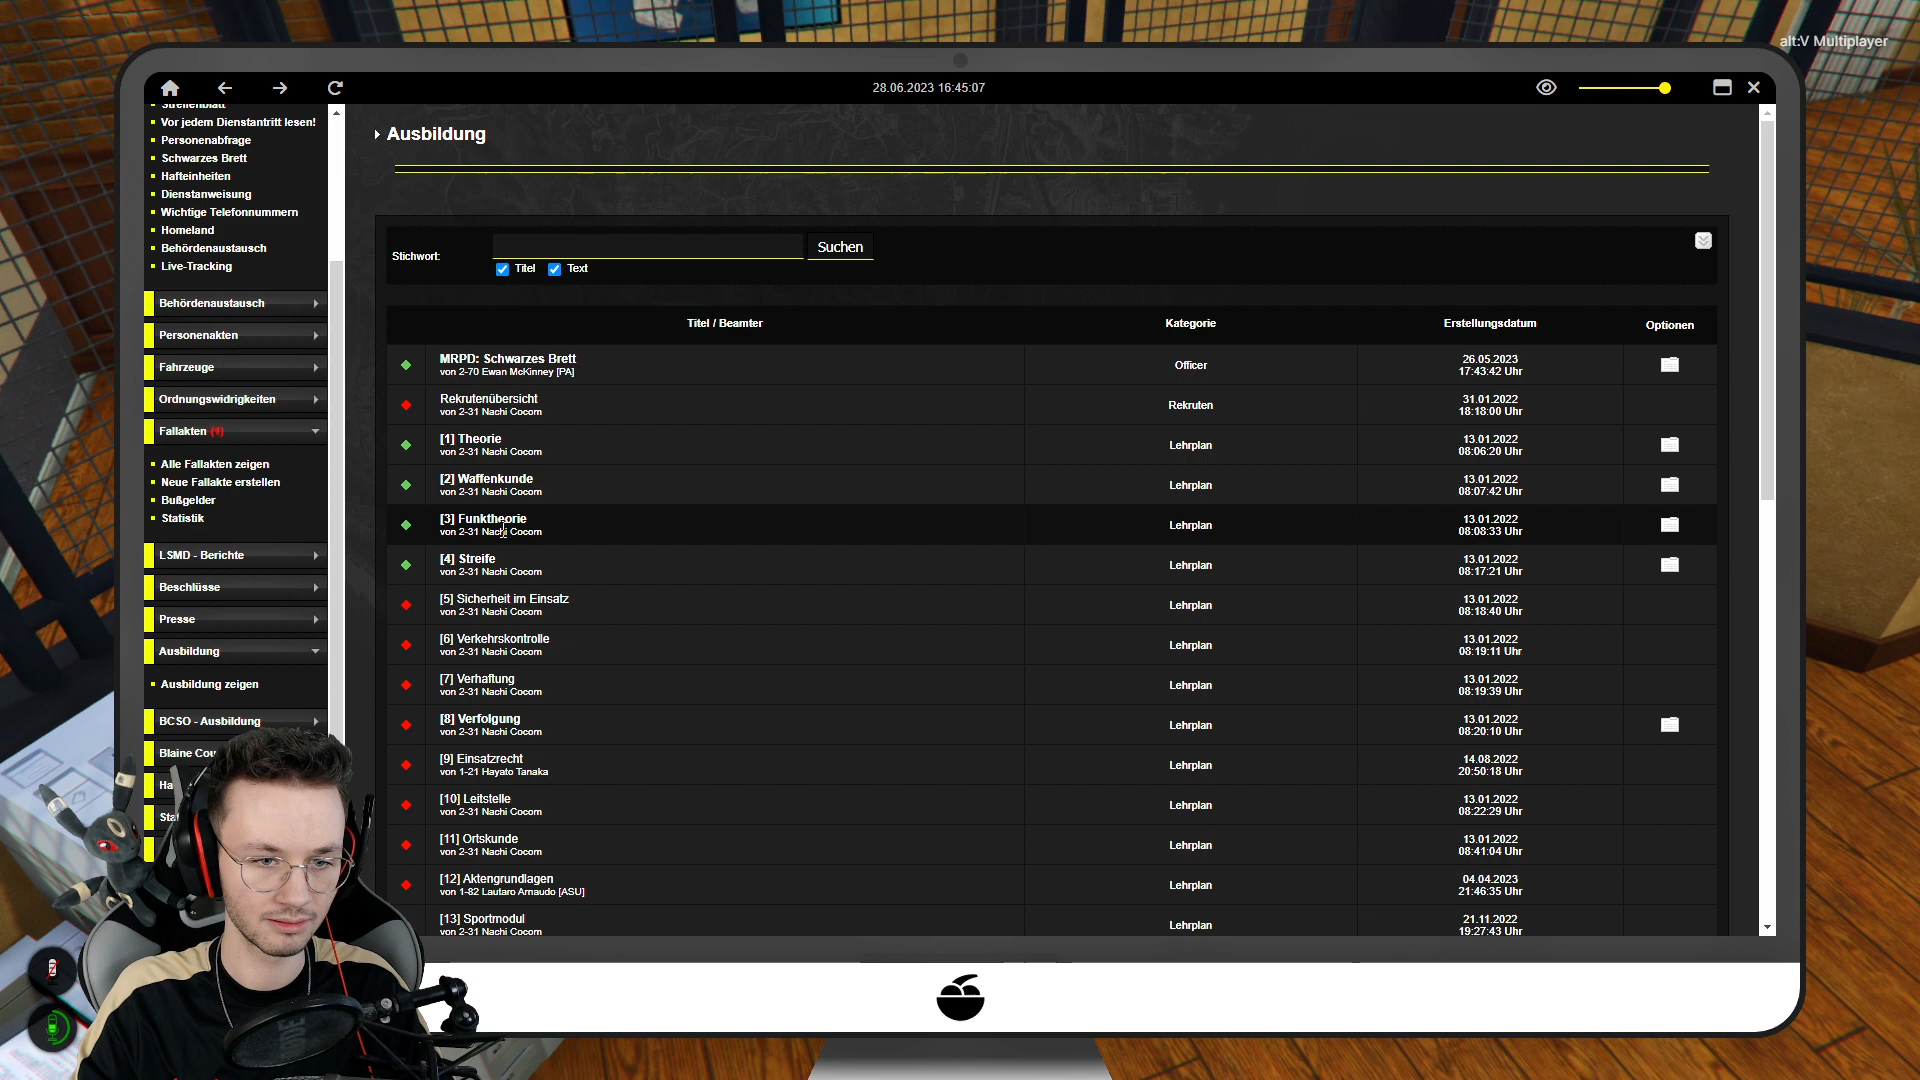 alt:V Multiplayer
28.06.2023 16:45:07
Streifenblatt
Vor jedem Dienstantritt lesen!
Personenabfrage
Schwarzes Brett
Hafteinheiten
Dienstanweisung
Wichtige Telefonnummern
Homeland
Behördenaustausch
Live-Tracking
Behördenaustausch
Personenakten
Fahrzeuge
Ordnungswidrigkeiten
Fallakten (1)
Alle Fallakten zeigen
Neue Fallakte erstellen
Bußgelder
Statistik
LSMD - Berichte
Beschlüsse
Presse
Ausbildung
Ausbildung zeigen
BCSO - Ausbildung
Blaine Cou
Ha
Sta
Ausbildung
Stichwort:
Suchen
Titel Text
Titel / Beamter Kategorie Erstellungsdatum Optionen
MRPD: Schwarzes Brett
von 2-70 Ewan McKinney [PA]
Officer
26.05.2023
17:43:42 Uhr
Rekrutenübersicht
von 2-31 Nachi Cocom
Rekruten
31.01.2022
18:18:00 Uhr
[1] Theorie
von 2-31 Nachi Cocom
Lehrplan
13.01.2022
08:06:20 Uhr
[2] Waffenkunde
von 2-31 Nachi Cocom
Lehrplan
13.01.2022
08:07:42 Uhr
[3] Funktheorie
von 2-31 Nachi Cocom
Lehrplan
13.01.2022
08:08:33 Uhr
[4] Streife
von 2-31 Nachi Cocom
Lehrplan
13.01.2022
08:17:21 Uhr
[5] Sicherheit im Einsatz
von 2-31 Nachi Cocom
Lehrplan
13.01.2022
08:18:40 Uhr
[6] Verkehrskontrolle
von 2-31 Nachi Cocom
Lehrplan
13.01.2022
08:19:11 Uhr
[7] Verhaftung
von 2-31 Nachi Cocom
Lehrplan
13.01.2022
08:19:39 Uhr
[8] Verfolgung
von 2-31 Nachi Cocom
Lehrplan
13.01.2022
08:20:10 Uhr
[9] Einsatzrecht
von 1-21 Hayato Tanaka
Lehrplan
14.08.2022
20:50:18 Uhr
[10] Leitstelle
von 2-31 Nachi Cocom
Lehrplan
13.01.2022
08:22:29 Uhr
[11] Ortskunde
von 2-31 Nachi Cocom
Lehrplan
13.01.2022
08:41:04 Uhr
[12] Aktengrundlagen
von 1-82 Lautaro Arnaudo [ASU]
Lehrplan
04.04.2023
21:46:35 Uhr
[13] Sportmodul
von 2-31 Nachi Cocom
Lehrplan
21.11.2022
19:27:43 Uhr